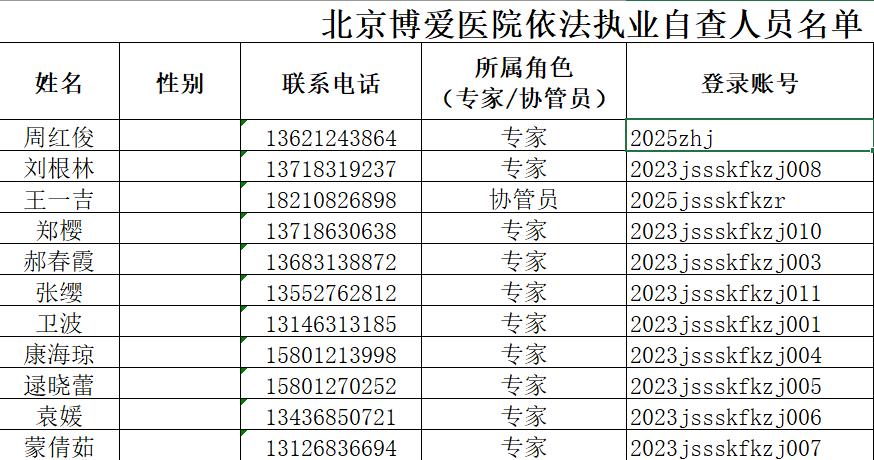 北京博爱医院依法执业自查人员名单
姓名 性别 联系电话 所属角色 登录账号
（专家/协管员）
周红俊 13621243864 专家 2025zhj
刘根林 13718319237 专家 2023jssskfkzj008
王一吉 18210826898 协管员 2025jssskfkzr
郑樱 13718630638 专家 2023jssskfkzj010
郝春霞 13683138872 专家 2023jssskfkzj003
张缨 13552762812 专家 2023jssskfkzj011
卫波 13146313185 专家 2023jssskfkzj001
康海琼 15801213998 专家 2023jssskfkzj004
逯晓蕾 15801270252 专家 2023jssskfkzj005
袁媛 13436850721 专家 2023jssskfkzj006
蒙倩茹 13126836694 专家 2023jssskfkzj007